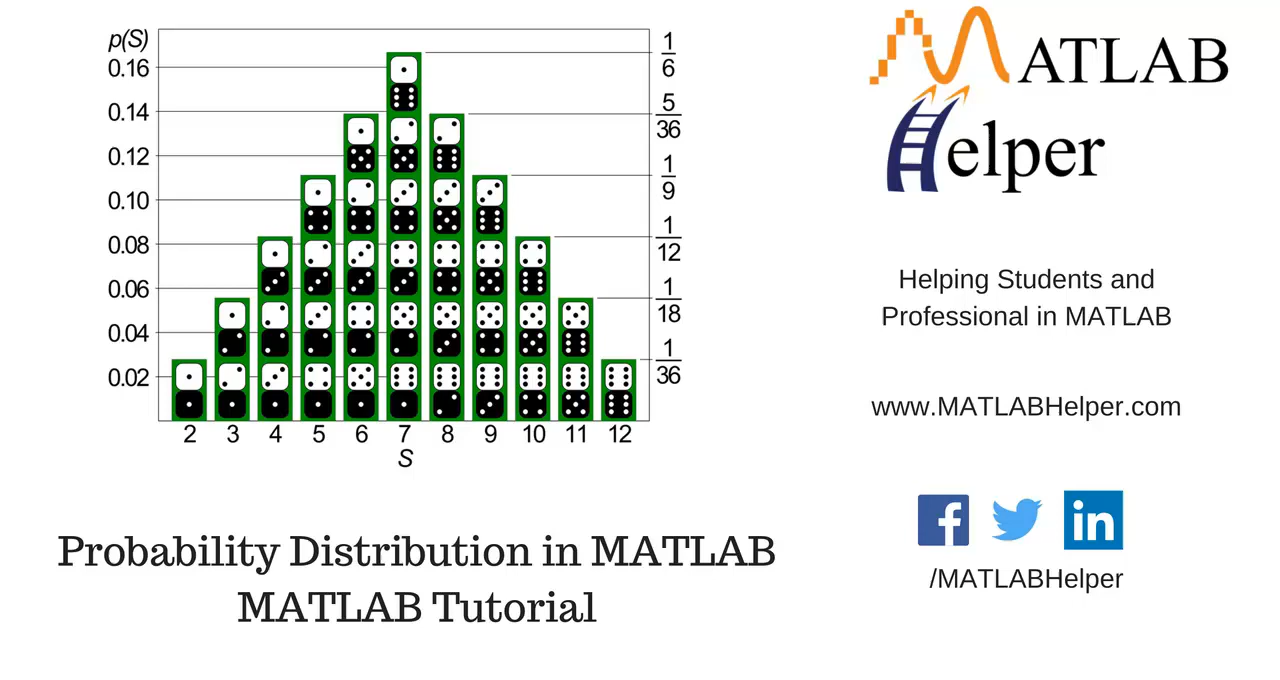 p(S)
0.16
0.14
0.12
0.10
0.08
0.06
0.04
0.02
2 3 4 5 6 7 8 9 10 11 12
S
1
6
5
36
1
9
1
12
1
18
1
36
Probability Distribution in MATLAB
MATLAB Tutorial
MATLAB
Helper
Helping Students and
Professional in MATLAB
www.MATLABHelper.com
f in
/MATLABHelper